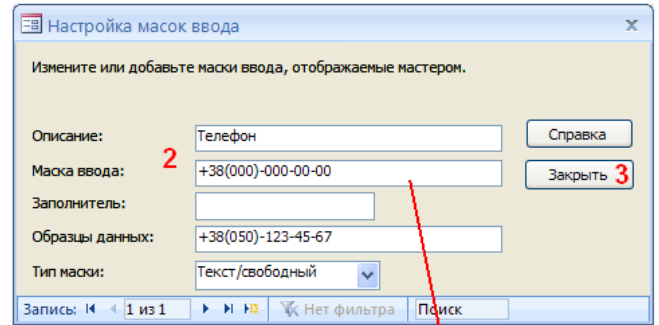 Настройка масок ввода
Измените или добавьте маски ввода, отображаемые мастером.
Описание: Телефон Справка
2
Маска ввода: +38(000)-000-00-00 Закрыть 3
Заполнитель:
Образцы данных: +38(050)-123-45-67
Тип маски: Текст/свободный
Запись: 1 из 1 Нет фильтра Поиск